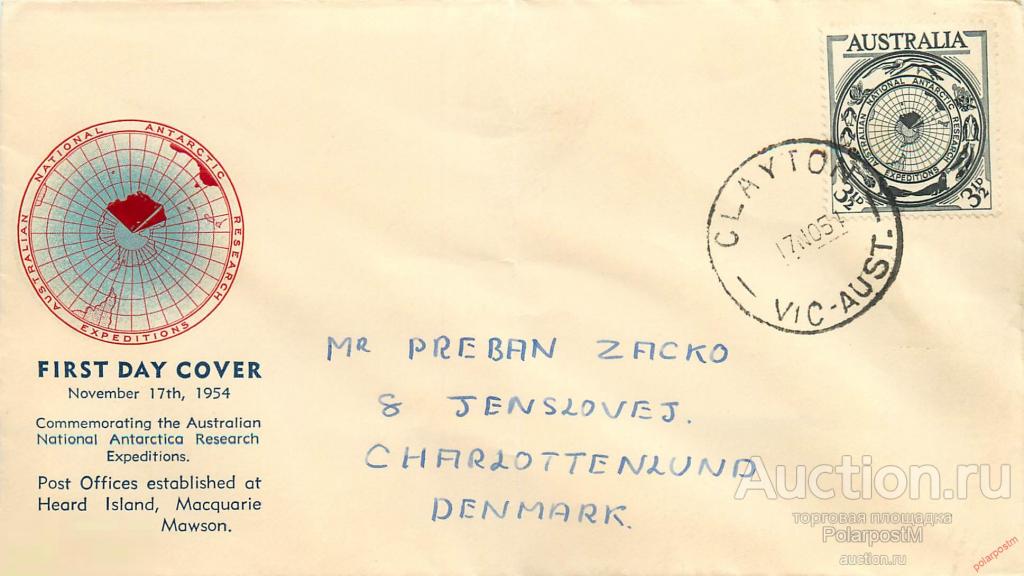 AUSTRALIA
AUSTRALIAN NATIONAL ANTARCTIC RESEARCH EXPEDITIONS
3½D 3½D
CLAYTON
17NO54
VIC-AUST.
AUSTRALIAN NATIONAL ANTARCTIC RESEARCH EXPEDITIONS
FIRST DAY COVER
November 17th, 1954
Commemorating the Australian
National Antarctica Research
Expeditions.
Post Offices established at
Heard Island, Macquarie
Mawson.
MR PREBAN ZACKO
8 JENSLOVEJ.
CHARLOTTENLUND
DENMARK.
Auction.ru
торговая площадка
PolarpostM
auction.ru
polarpostm